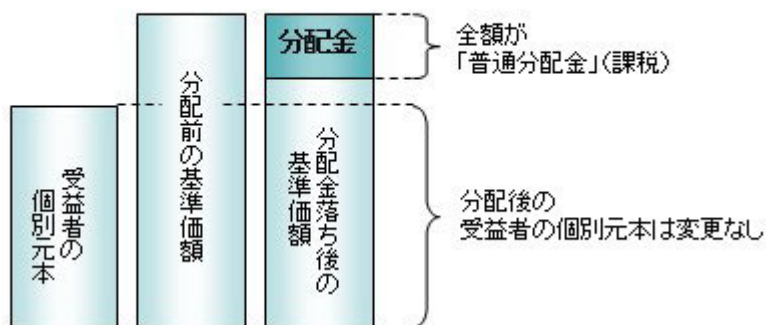 受益者の
個別元本
分配前の基準価額
分配金
分配金落ち後の
基準価額
全額が
「普通分配金」(課税)
分配後の
受益者の個別元本は変更なし